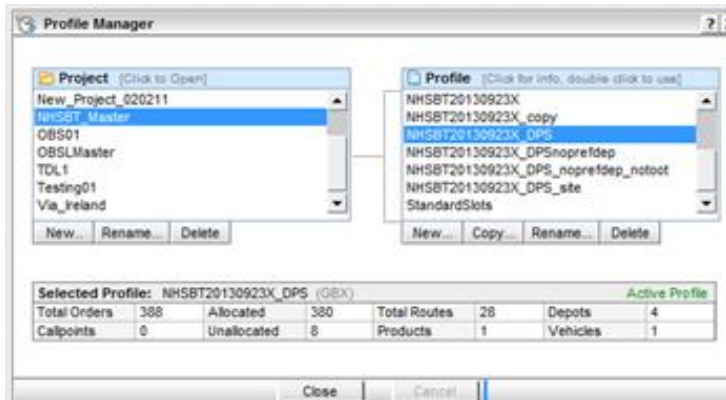 Profile Manager ?
Project [Click to Open]
New_Project_020211
NHSBT_Master
OBS01
OBSLMaster
TDL1
Testing01
Via_Ireland
New... Rename... Delete
Profile [Click for info, double click to use]
NHSBT20130923X
NHSBT20130923X_copy
NHSBT20130923X_DPS
NHSBT20130923X_DPSnoprefdep
NHSBT20130923X_DPS_noprefdep_notoot
NHSBT20130923X_DPS_site
StandardSlots
New... Copy... Rename... Delete
Selected Profile: NHSBT20130923X_DPS (GBX) Active Profile
Total Orders 388 Allocated 380 Total Routes 28 Depots 4
Callpoints 0 Unallocated 8 Products 1 Vehicles 1
Close Cancel